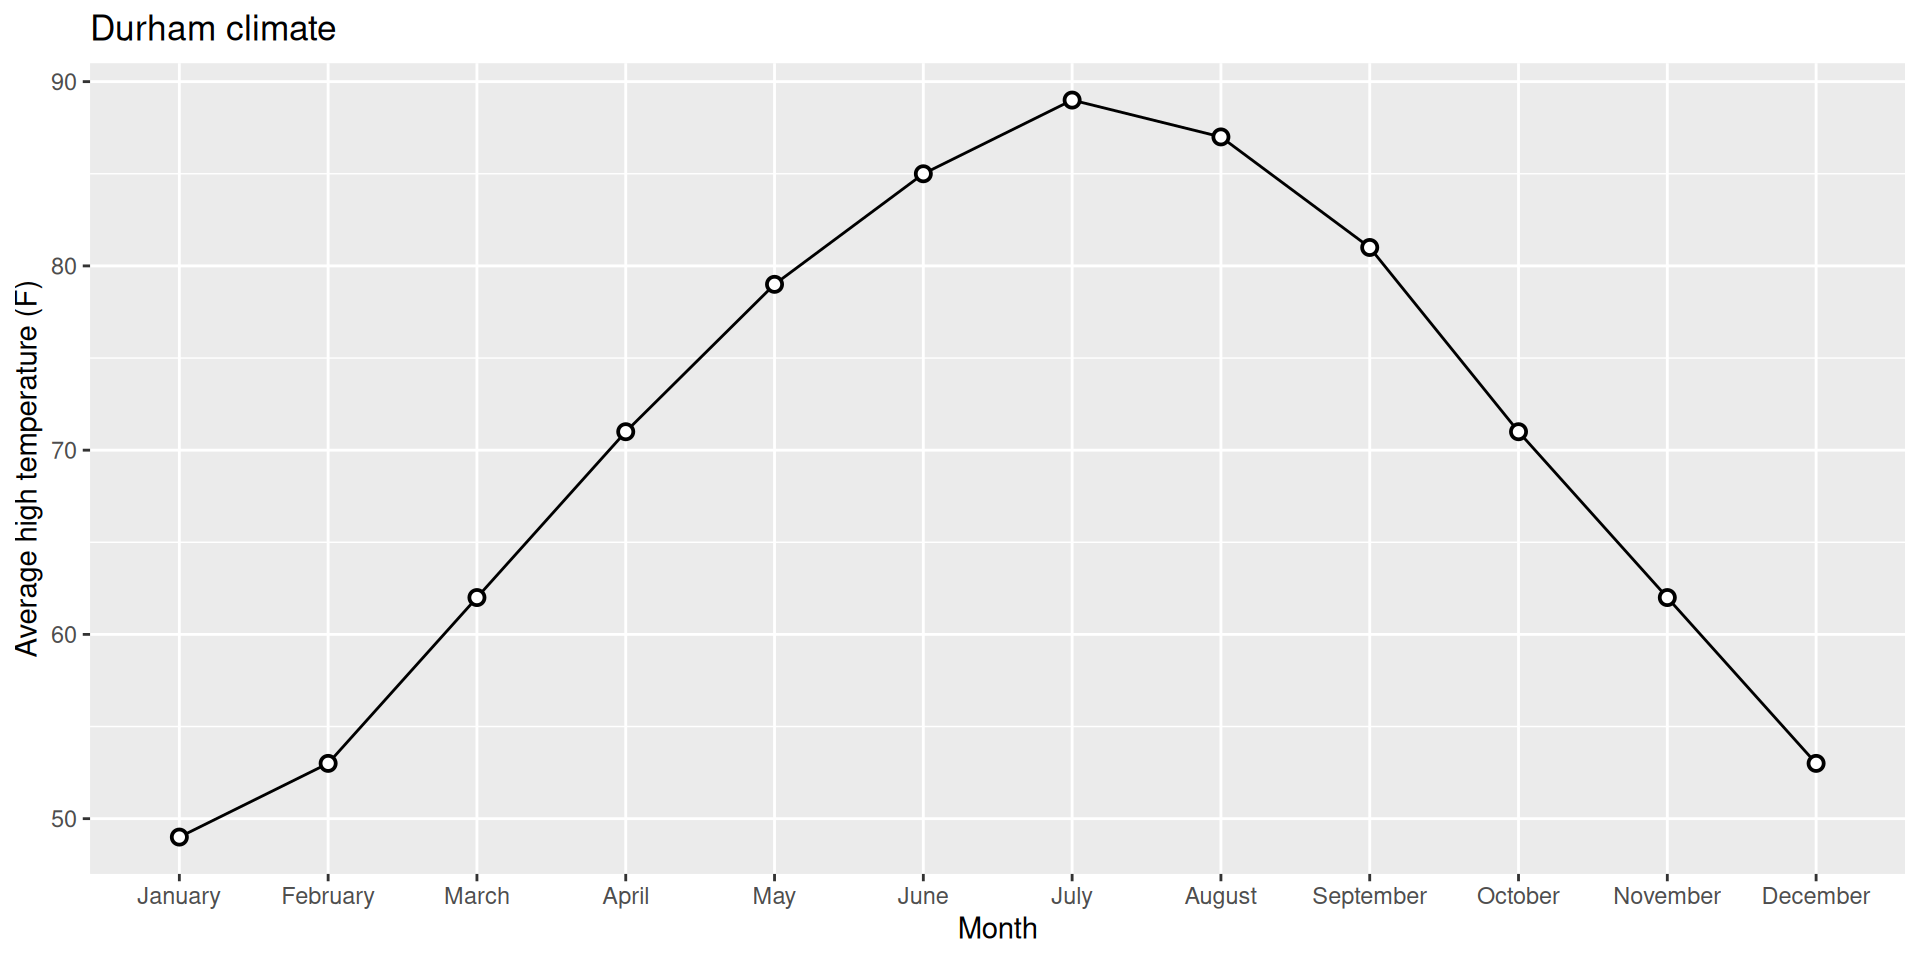 Durham climate
90
80
70
60
50
Average high temperature (F)
January February March April May June July August September October November December
Month